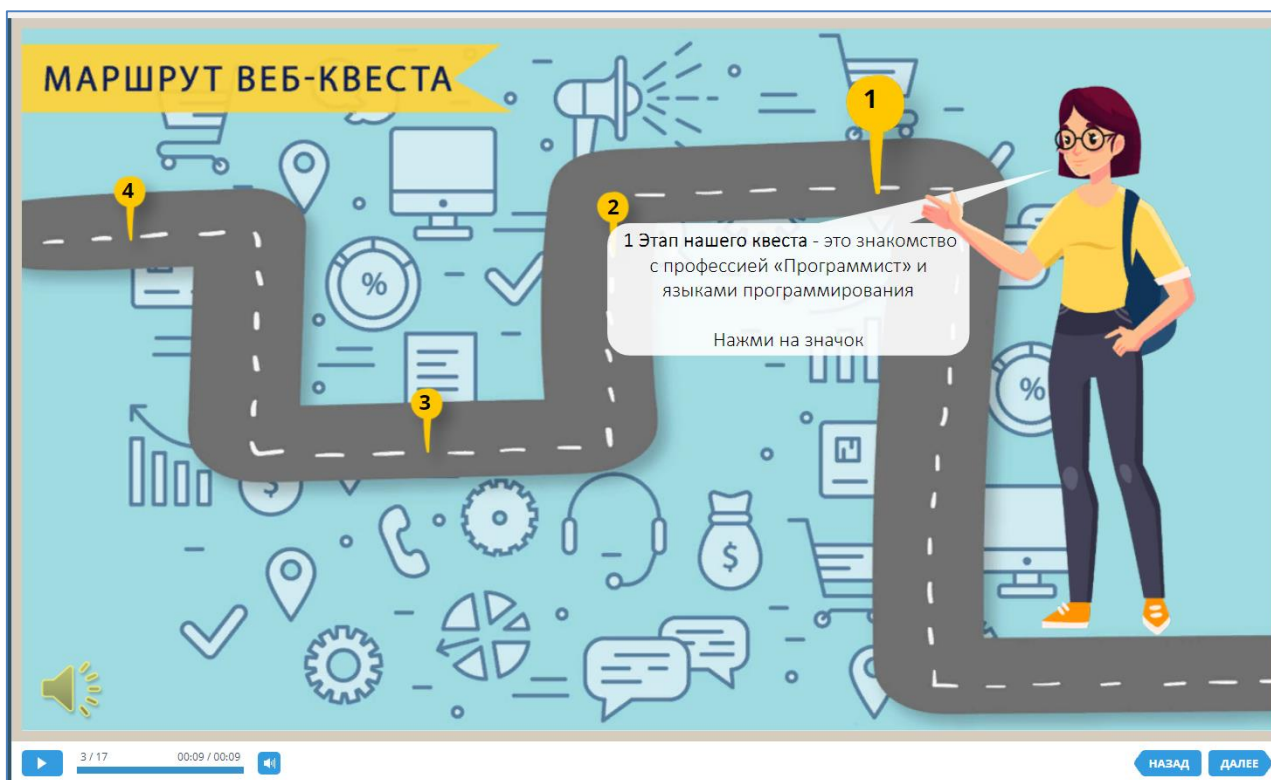 МАРШРУТ ВЕБ-КВЕСТА
1
4
2
1 Этап нашего квеста - это знакомство
с профессией «Программист» и
языками программирования
Нажми на значок
%
%
3
$
$
3 / 17
00:09 / 00:09
НАЗАД
ДАЛЕЕ